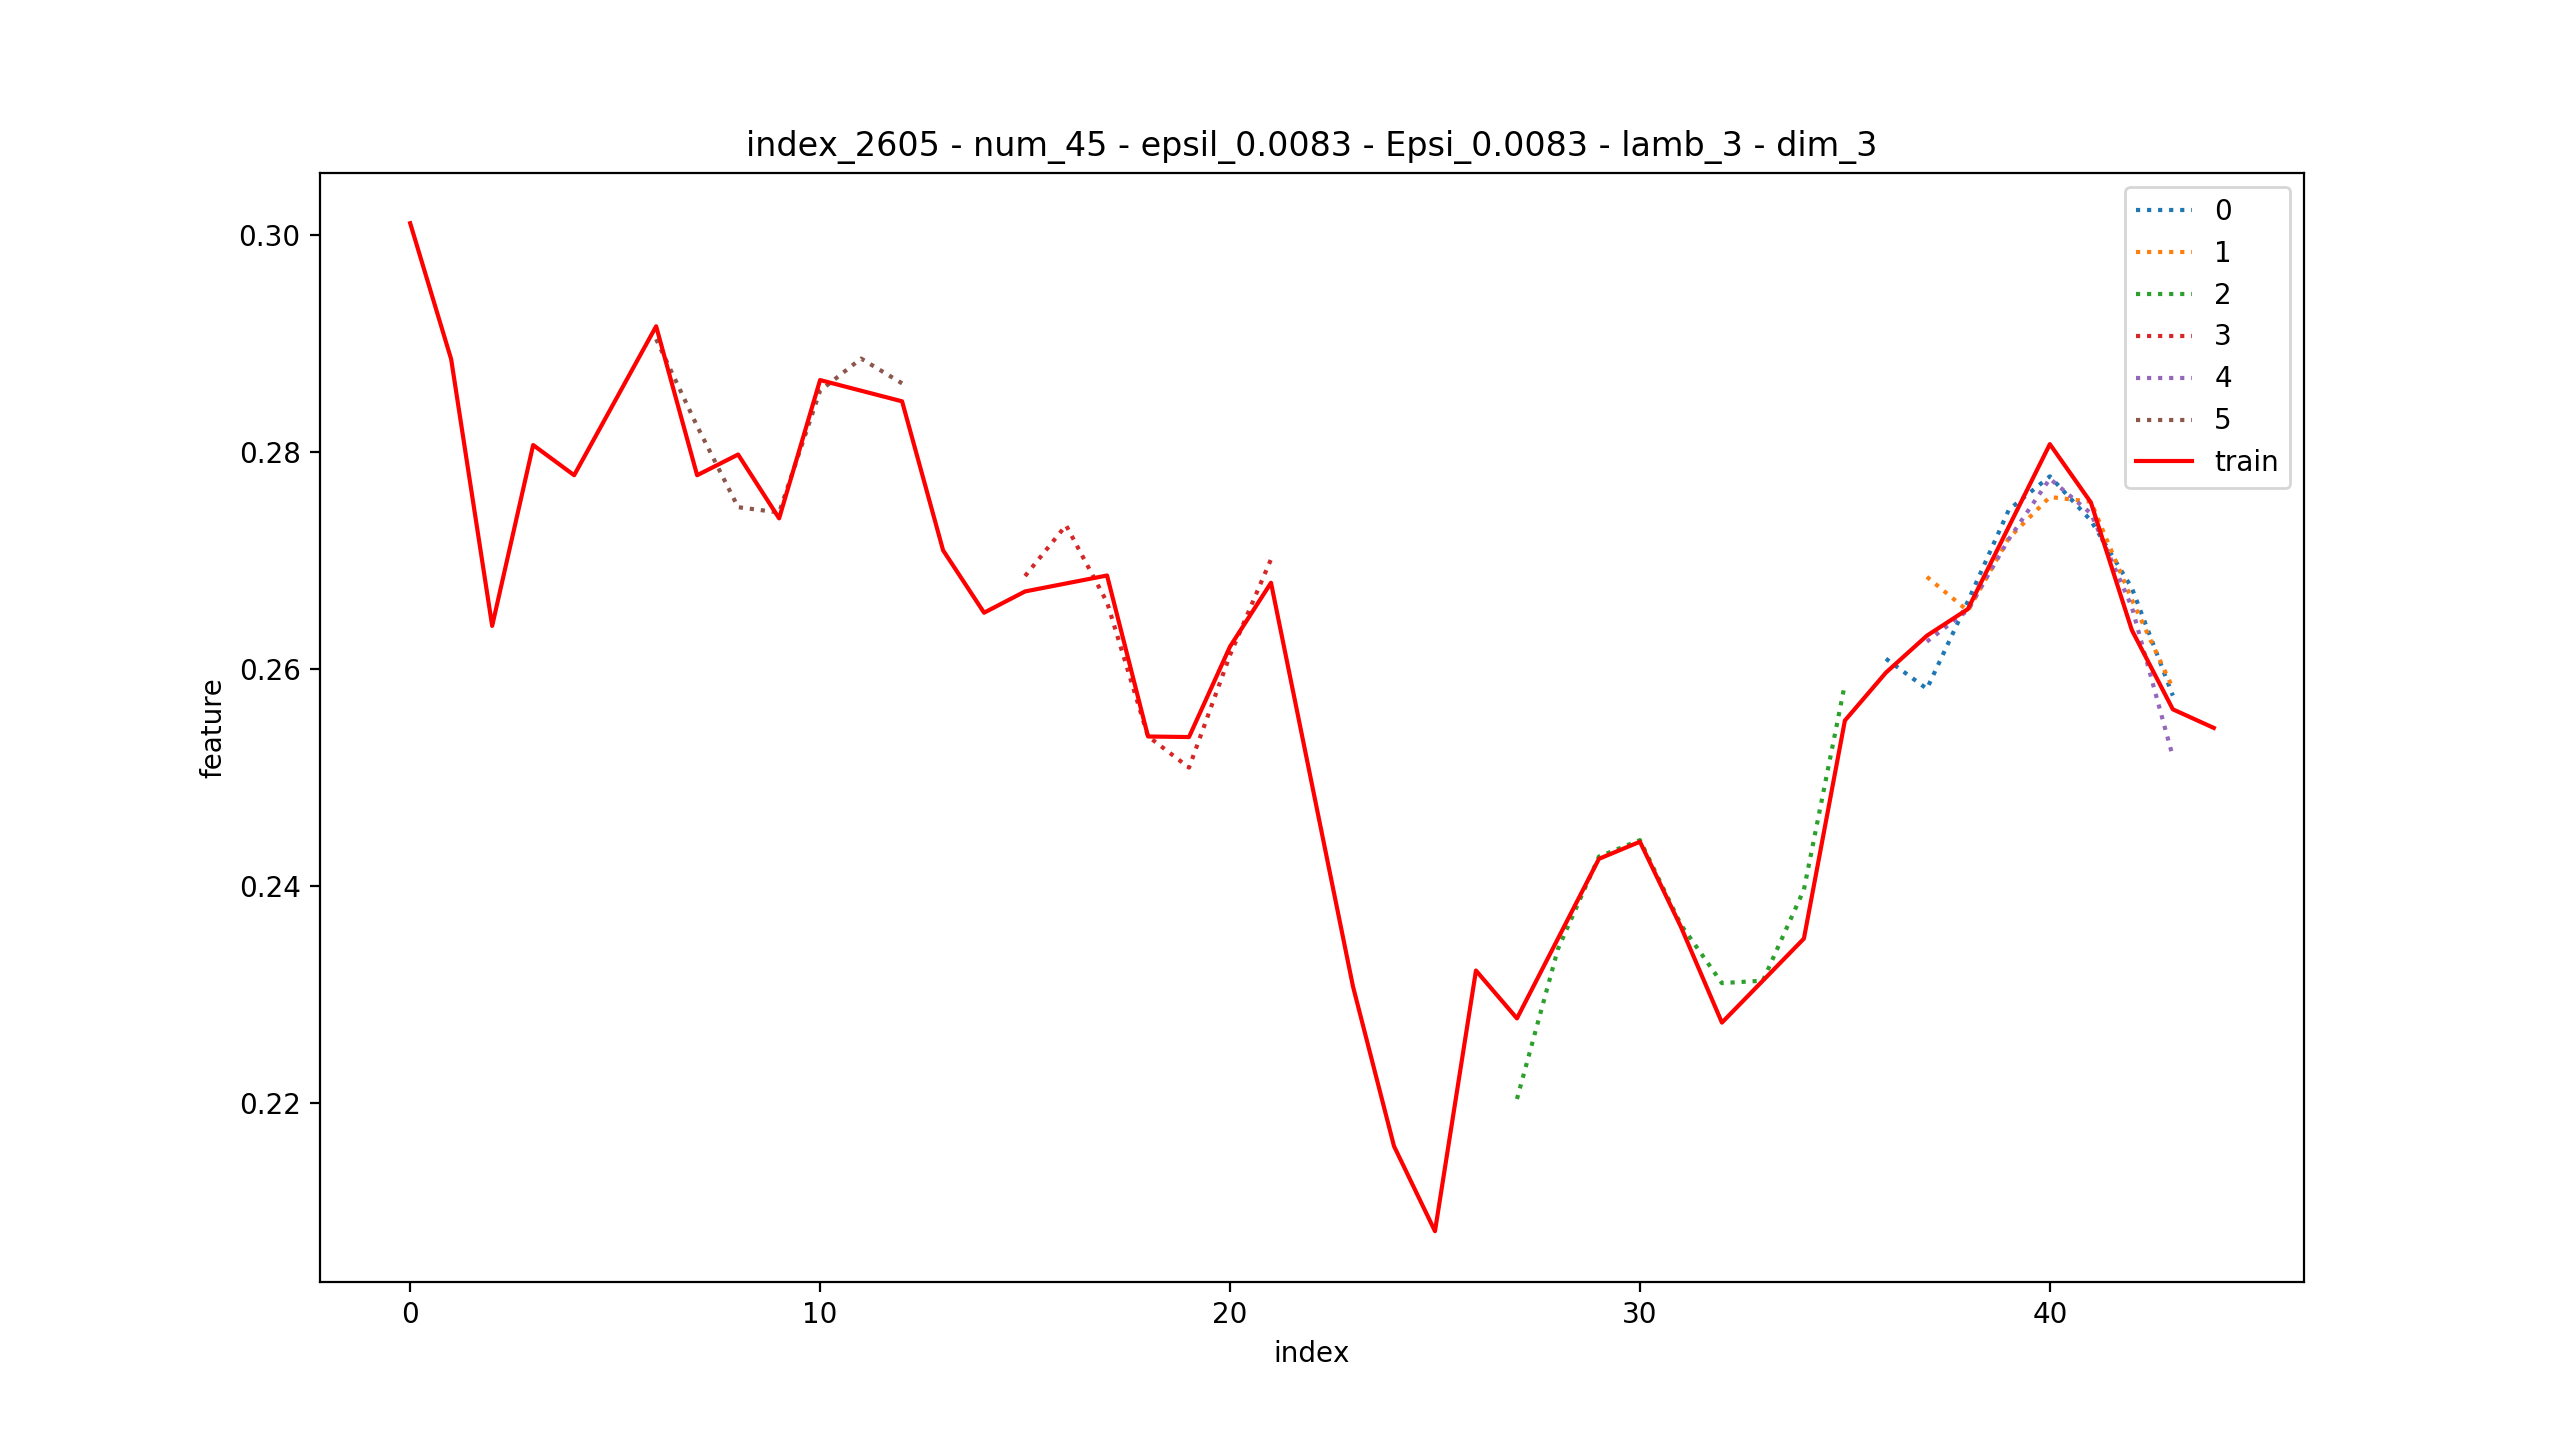 index_2605 - num_45 - epsil_0.0083 - Epsi_0.0083 - lamb_3 - dim_3
0
1
2
3
4
5
train
0.30
0.28
0.26
0.24
0.22
feature
0 10 20 30 40
index